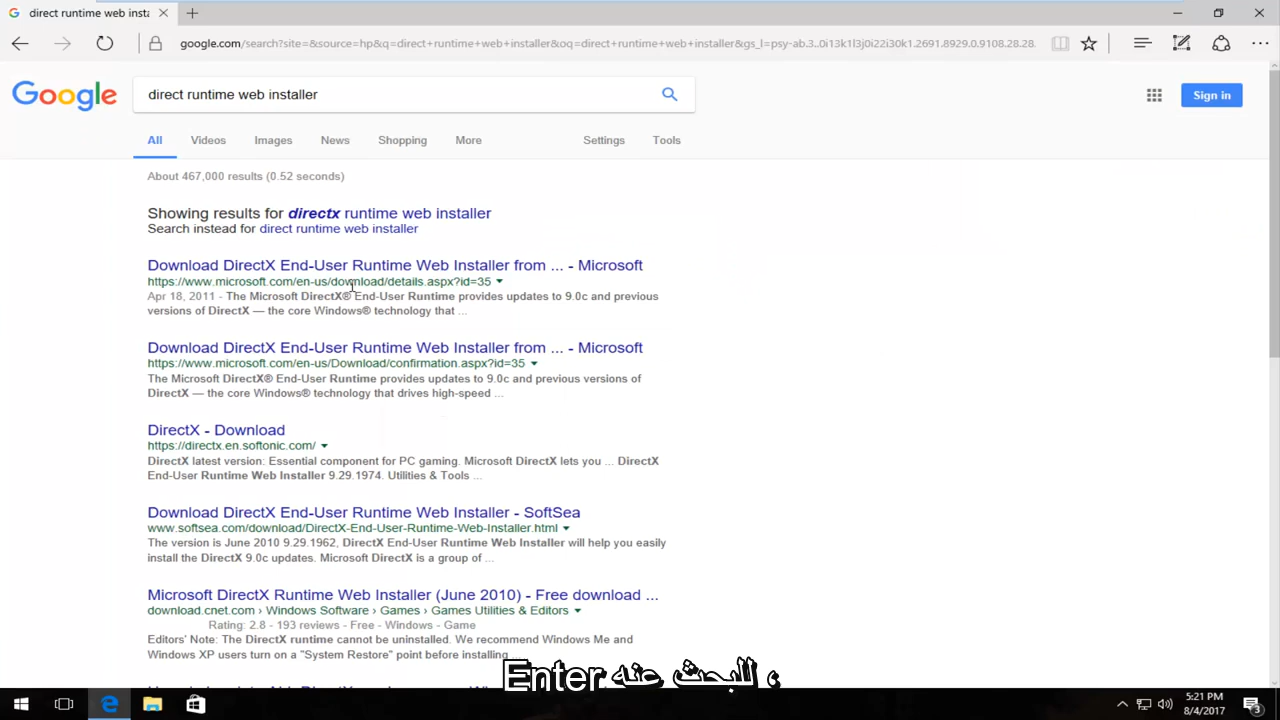 direct runtime web insta
google.com/search?site=&source=hp&q=direct+runtime+web+installer&oq=direct+runtime+web+installer&gs_l=psy-ab.3..0i13k1l3j0i22i30k1.2691.8929.0.9108.28.28.
Google
direct runtime web installer
Sign in
All Videos Images News Shopping More Settings Tools
About 467,000 results (0.52 seconds)
Showing results for directx runtime web installer
Search instead for direct runtime web installer
Download DirectX End-User Runtime Web Installer from ... - Microsoft
https://www.microsoft.com/en-us/download/details.aspx?id=35
Apr 18, 2011 - The Microsoft DirectX® End-User Runtime provides updates to 9.0c and previous
versions of DirectX — the core Windows® technology that ...
Download DirectX End-User Runtime Web Installer from ... - Microsoft
https://www.microsoft.com/en-us/Download/confirmation.aspx?id=35
The Microsoft DirectX® End-User Runtime provides updates to 9.0c and previous versions of
DirectX — the core Windows® technology that drives high-speed ...
DirectX - Download
https://directx.en.softonic.com/
DirectX latest version: Essential component for PC gaming. Microsoft DirectX lets you ... DirectX
End-User Runtime Web Installer 9.29.1974. Utilities & Tools ...
Download DirectX End-User Runtime Web Installer - SoftSea
www.softsea.com/download/DirectX-End-User-Runtime-Web-Installer.html
The version is June 2010 9.29.1962, DirectX End-User Runtime Web Installer will help you easily
install the DirectX 9.0c updates. Microsoft DirectX is a group of ...
Microsoft DirectX Runtime Web Installer (June 2010) - Free download ...
download.cnet.com › Windows Software › Games › Games Utilities & Editors
Rating: 2.8 - 193 reviews - Free - Windows - Game
Editors' Note: The DirectX runtime cannot be uninstalled. We recommend Windows Me and
Windows XP users turn on a "System Restore" point before installing ...
، للبحث عنه Enter
5:21 PM
8/4/2017
3